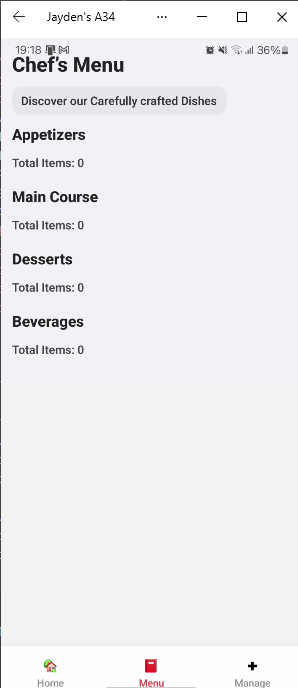 Jayden's A34
19:18 36%
Chef's Menu
Discover our Carefully crafted Dishes
Appetizers
Total Items: 0
Main Course
Total Items: 0
Desserts
Total Items: 0
Beverages
Total Items: 0
Home Menu Manage